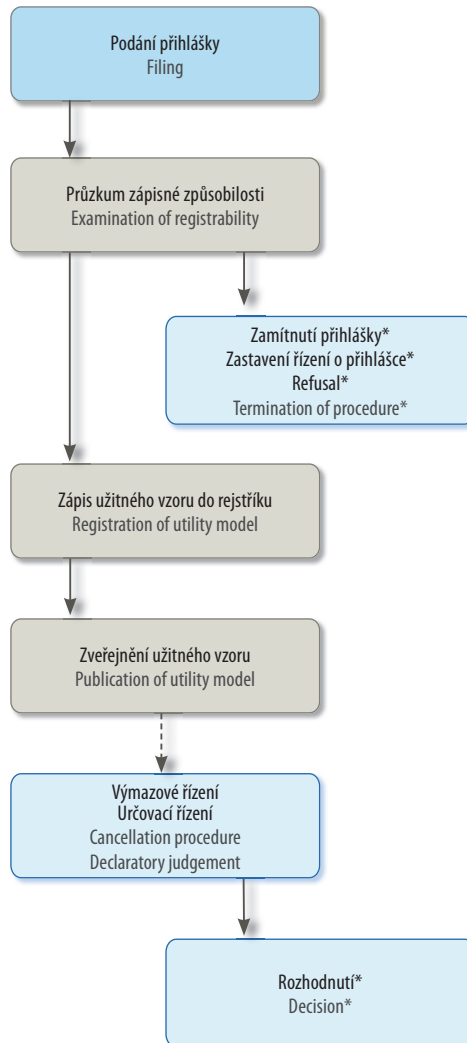 Podání přihlášky
Filing
Průzkum zápisné způsobilosti
Examination of registrability
Zamítnutí přihlášky*
Zastavení řízení o přihlášce*
Refusal*
Termination of procedure*
Zápis užitného vzoru do rejstříku
Registration of utility model
Zveřejnění užitného vzoru
Publication of utility model
Výmazové řízení
Určovací řízení
Cancellation procedure
Declaratory judgement
Rozhodnutí*
Decision*